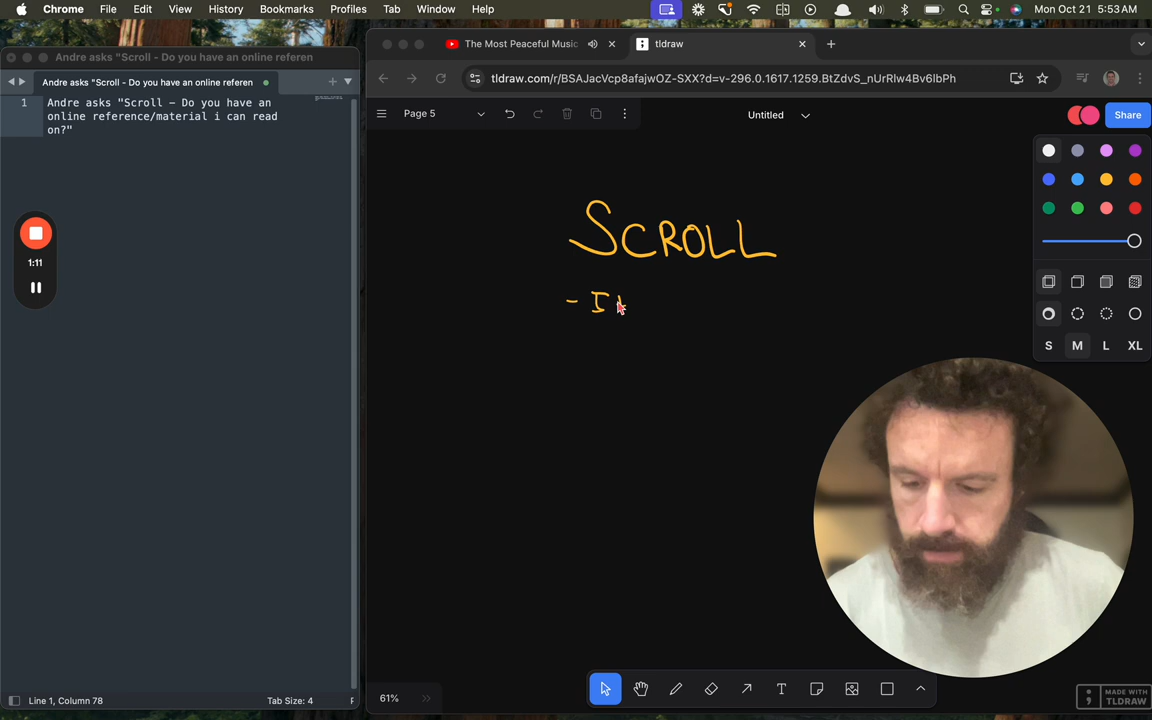 Chrome File Edit View History Bookmarks Profiles Tab Window Help Mon Oct 21 5:53 AM
Andre asks "Scroll - Do you have an online referen
Andre asks "Scroll - Do you have an online referen
1 Andre asks "Scroll – Do you have an
online reference/material i can read
on?"
1:11
Line 1, Column 78 Tab Size: 4
The Most Peaceful Music
tldraw
tldraw.com/r/BSAJacVcp8afajwOZ-SXX?d=v-296.0.1617.1259.BtZdvS_nUrRlw4Bv6lbPh
Page 5 Untitled Share
SCROLL
- I
S M L XL
61%
MADE WITH
TLDRAW